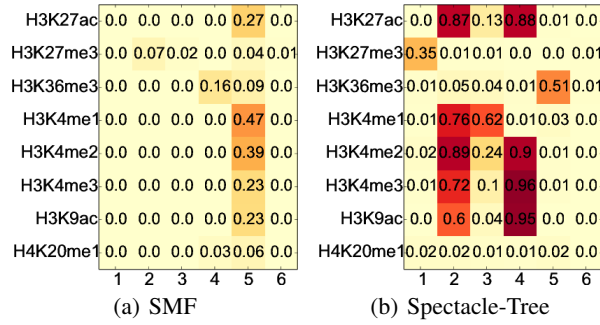 H3K27ac 0.0 0.0 0.0 0.0 0.27 0.0 H3K27ac 0.0 0.87 0.13 0.88 0.01 0.0
H3K27me3 0.0 0.07 0.02 0.0 0.04 0.01 H3K27me3 0.35 0.01 0.01 0.0 0.0 0.0
H3K36me3 0.0 0.0 0.0 0.16 0.09 0.0 H3K36me3 0.01 0.05 0.04 0.01 0.51 0.0
H3K4me1 0.0 0.0 0.0 0.0 0.47 0.0 H3K4me1 0.01 0.76 0.62 0.01 0.03 0.0
H3K4me2 0.0 0.0 0.0 0.0 0.39 0.0 H3K4me2 0.02 0.89 0.24 0.9 0.01 0.0
H3K4me3 0.0 0.0 0.0 0.0 0.23 0.0 H3K4me3 0.01 0.72 0.1 0.96 0.01 0.0
H3K9ac 0.0 0.0 0.0 0.0 0.23 0.0 H3K9ac 0.0 0.6 0.04 0.95 0.0 0.0
H4K20me1 0.0 0.0 0.0 0.03 0.06 0.0 H4K20me1 0.02 0.02 0.01 0.01 0.02 0.0
1 2 3 4 5 6 1 2 3 4 5 6
(a) SMF (b) Spectacle-Tree